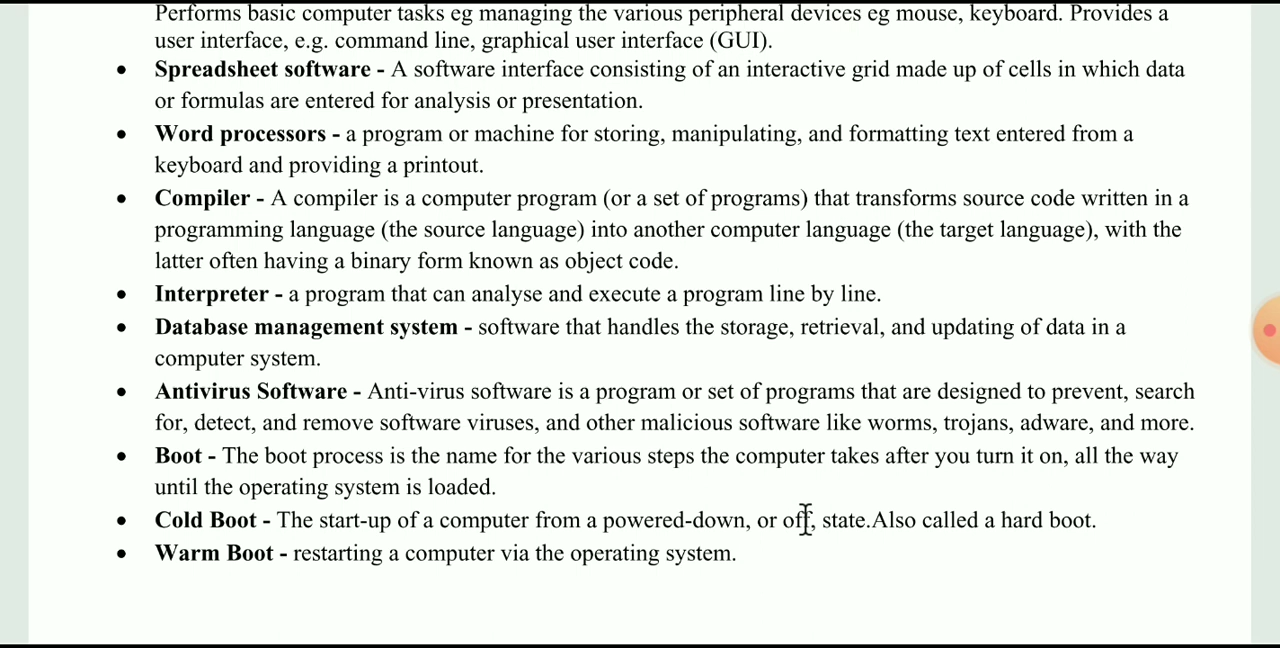 Performs basic computer tasks eg managing the various peripheral devices eg mouse, keyboard. Provides a
user interface, e.g. command line, graphical user interface (GUI).
• Spreadsheet software - A software interface consisting of an interactive grid made up of cells in which data
or formulas are entered for analysis or presentation.
• Word processors - a program or machine for storing, manipulating, and formatting text entered from a
keyboard and providing a printout.
• Compiler - A compiler is a computer program (or a set of programs) that transforms source code written in a
programming language (the source language) into another computer language (the target language), with the
latter often having a binary form known as object code.
• Interpreter - a program that can analyse and execute a program line by line.
• Database management system - software that handles the storage, retrieval, and updating of data in a
computer system.
• Antivirus Software - Anti-virus software is a program or set of programs that are designed to prevent, search
for, detect, and remove software viruses, and other malicious software like worms, trojans, adware, and more.
• Boot - The boot process is the name for the various steps the computer takes after you turn it on, all the way
until the operating system is loaded.
• Cold Boot - The start-up of a computer from a powered-down, or off, state.Also called a hard boot.
• Warm Boot - restarting a computer via the operating system.